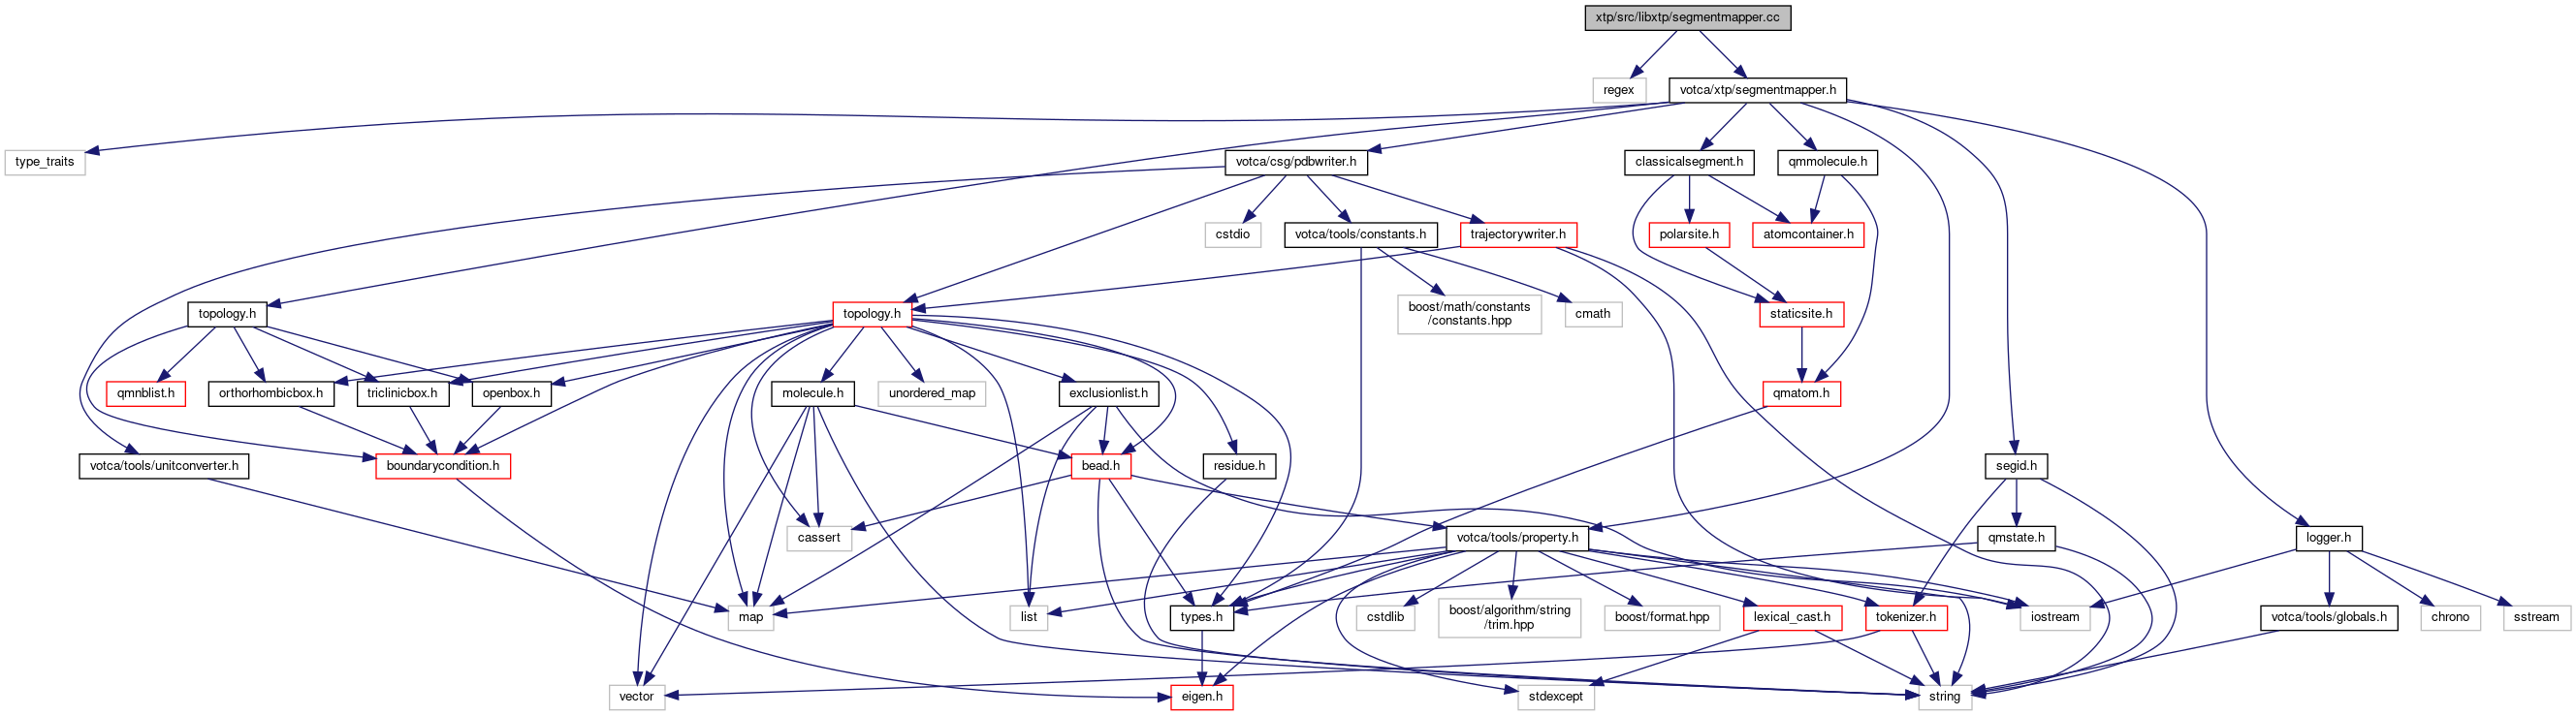 xtp/src/libxtp/segmentmapper.cc
regex
votca/xtp/segmentmapper.h
type_traits
votca/csg/pdbwriter.h
classicalsegment.h
qmmolecule.h
cstdio
votca/tools/constants.h
trajectorywriter.h
polarsite.h
atomcontainer.h
topology.h
topology.h
boost/math/constants
/constants.hpp
cmath
staticsite.h
qmnblist.h
orthorhombicbox.h
triclinicbox.h
openbox.h
molecule.h
unordered_map
exclusionlist.h
qmatom.h
votca/tools/unitconverter.h
boundarycondition.h
bead.h
residue.h
segid.h
cassert
votca/tools/property.h
qmstate.h
logger.h
map
list
types.h
cstdlib
boost/algorithm/string
/trim.hpp
boost/format.hpp
lexical_cast.h
tokenizer.h
iostream
votca/tools/globals.h
chrono
sstream
vector
eigen.h
stdexcept
string